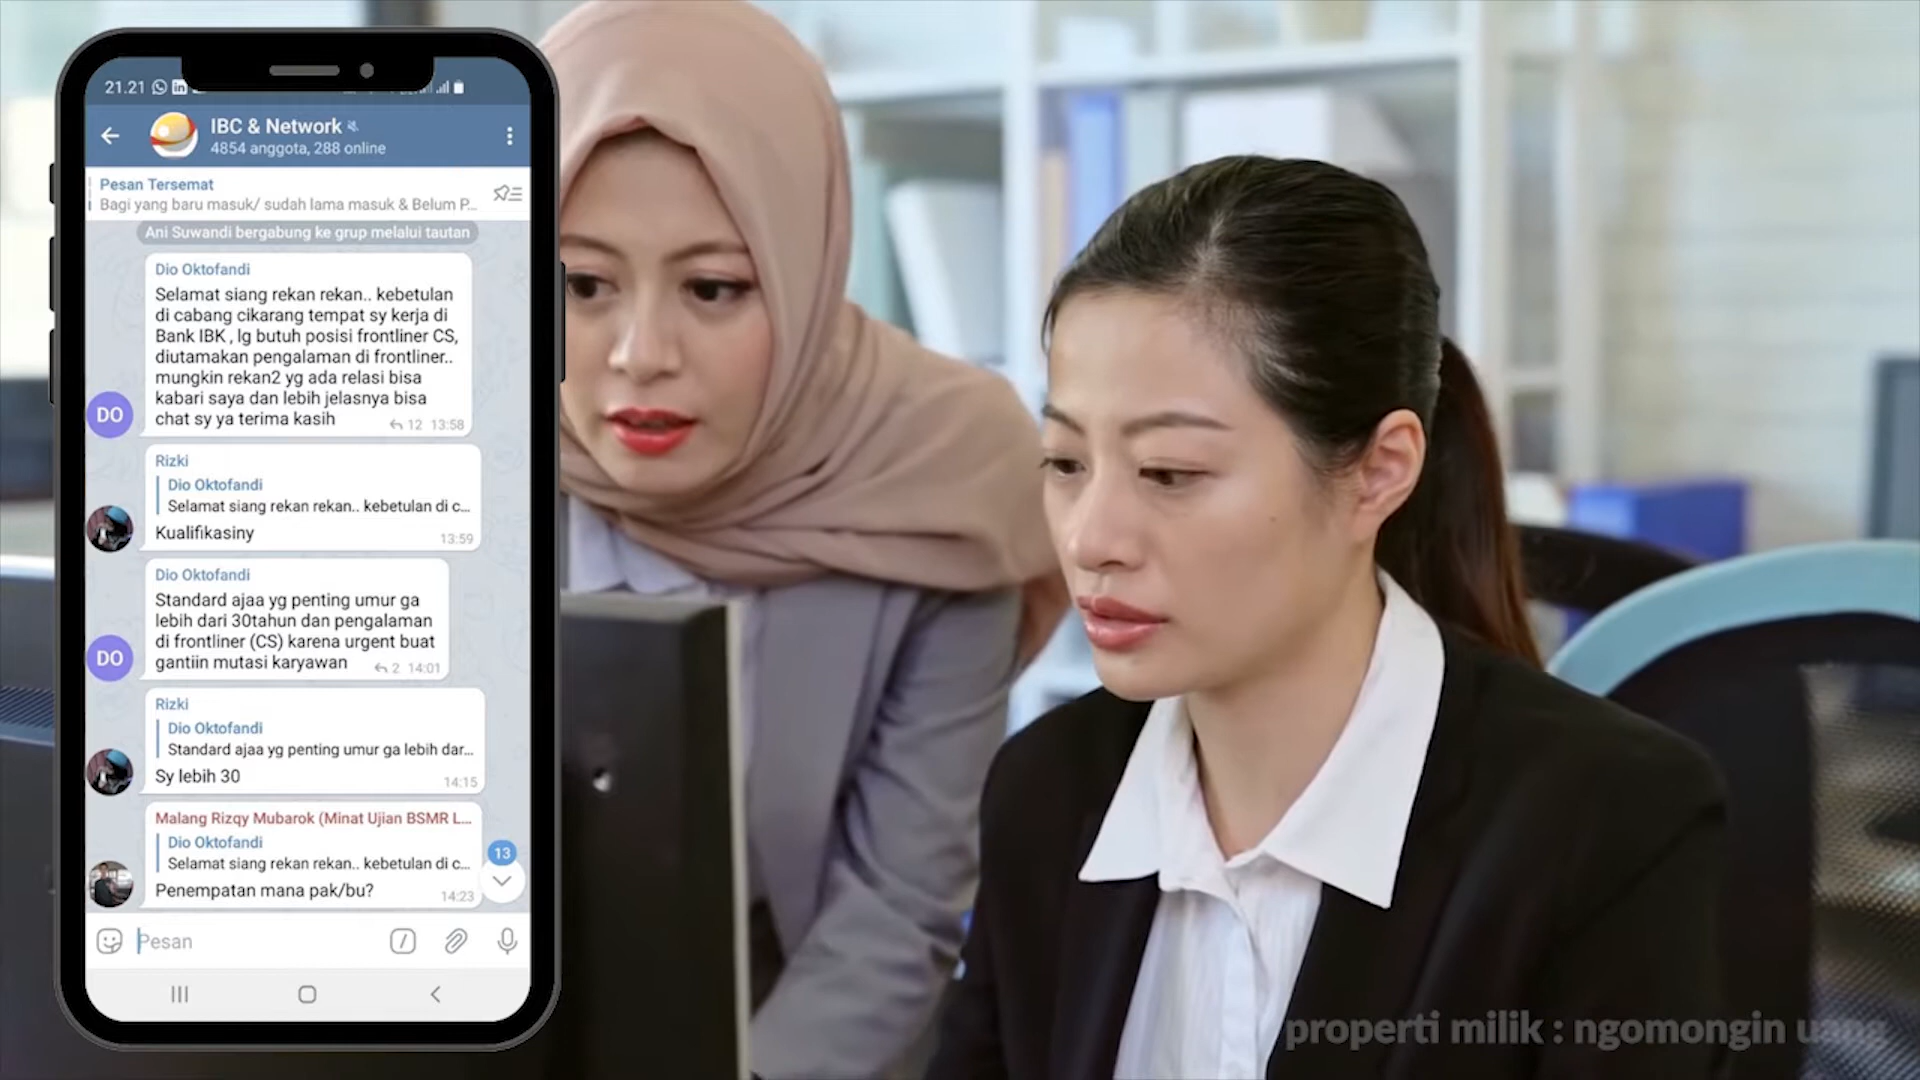 21.21
IBC & Network
4854 anggota, 288 online
Pesan Tersemat
Bagi yang baru masuk/ sudah lama masuk & Belum P...
Ani Suwandi bergabung ke grup melalui tautan
Dio Oktofandi
Selamat siang rekan rekan.. kebetulan
di cabang cikarang tempat sy kerja di
Bank IBK , lg butuh posisi frontliner CS,
diutamakan pengalaman di frontliner..
mungkin rekan2 yg ada relasi bisa
kabari saya dan lebih jelasnya bisa
chat sy ya terima kasih
12 13:58
DO
Rizki
Dio Oktofandi
Selamat siang rekan rekan.. kebetulan di c...
Kualifikasiny
13:59
Dio Oktofandi
Standard ajaa yg penting umur ga
lebih dari 30tahun dan pengalaman
di frontliner (CS) karena urgent buat
gantiin mutasi karyawan
2 14:01
DO
Rizki
Dio Oktofandi
Standard ajaa yg penting umur ga lebih dar...
Sy lebih 30
14:15
Malang Rizqy Mubarok (Minat Ujian BSMR L...
Dio Oktofandi
Selamat siang rekan rekan.. kebetulan di c...
Penempatan mana pak/bu?
14:23
13
Pesan
properti milik : ngomongin uang